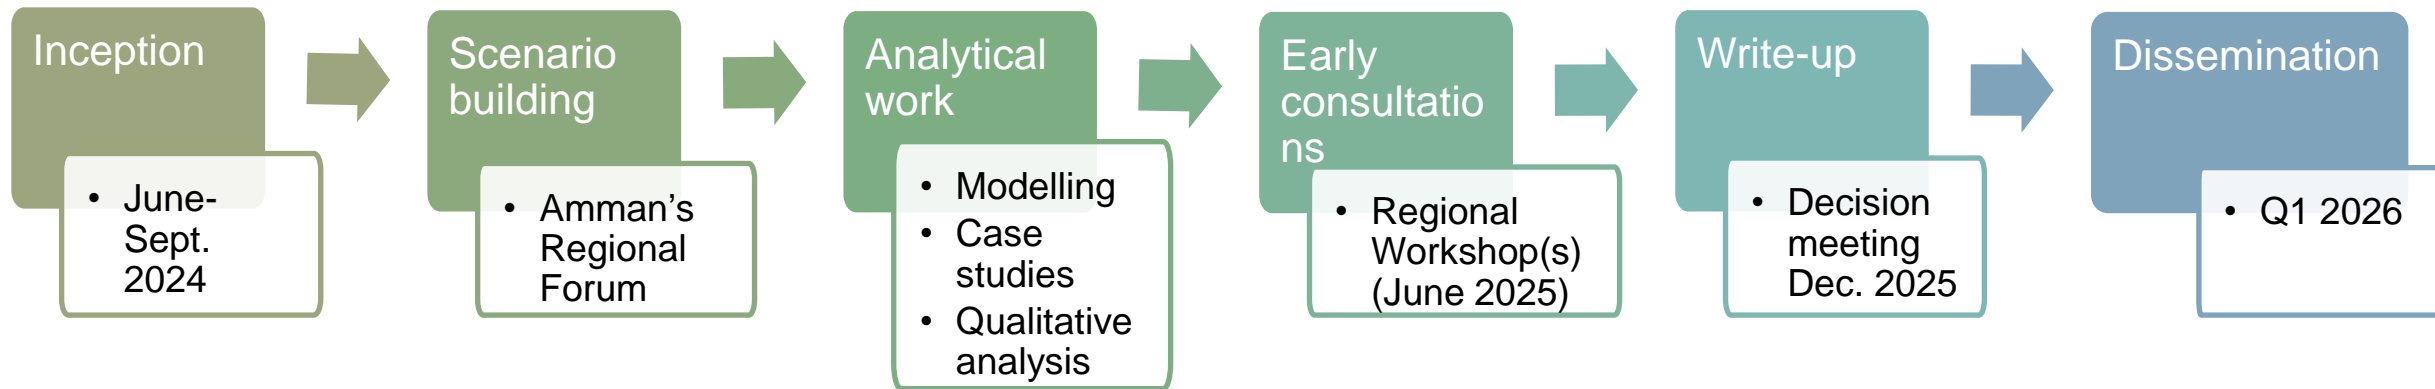 Inception
• June-
Sept.
2024
Scenario
building
• Amman’s
Regional
Forum
Analytical
work
• Modelling
• Case
studies
• Qualitative
analysis
Early
consultatio
ns
• Regional
Workshop(s)
(June 2025)
Write-up
• Decision
meeting
Dec. 2025
Dissemination
• Q1 2026